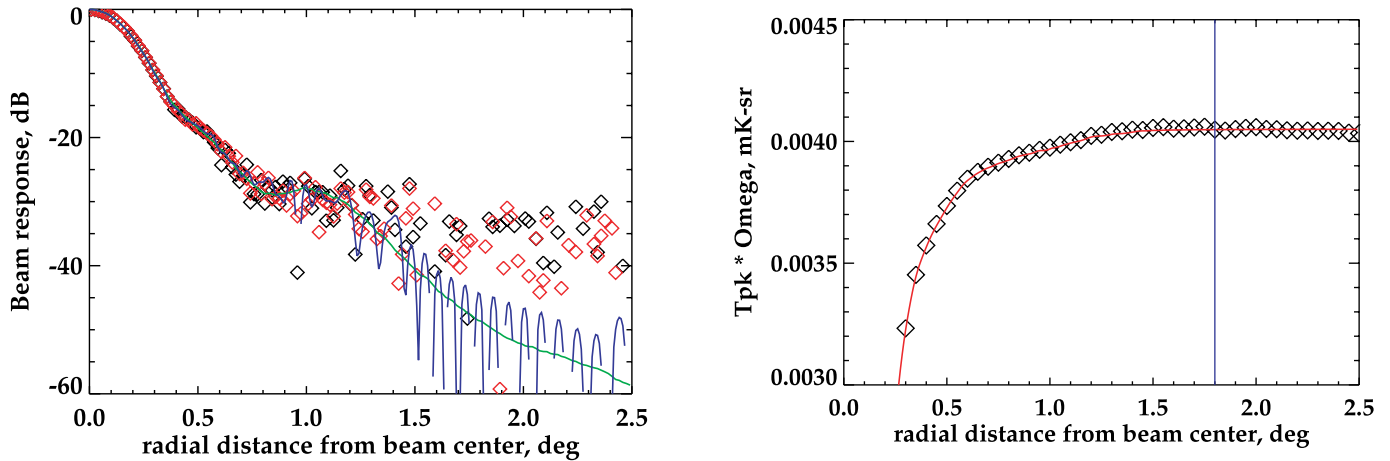 0
-20
-40
-60
Beam response, dB
0.0 0.5 1.0 1.5 2.0 2.5
radial distance from beam center, deg
0.0045
0.0040
0.0035
0.0030
Tpk * Omega, mK-sr
0.0 0.5 1.0 1.5 2.0 2.5
radial distance from beam center, deg